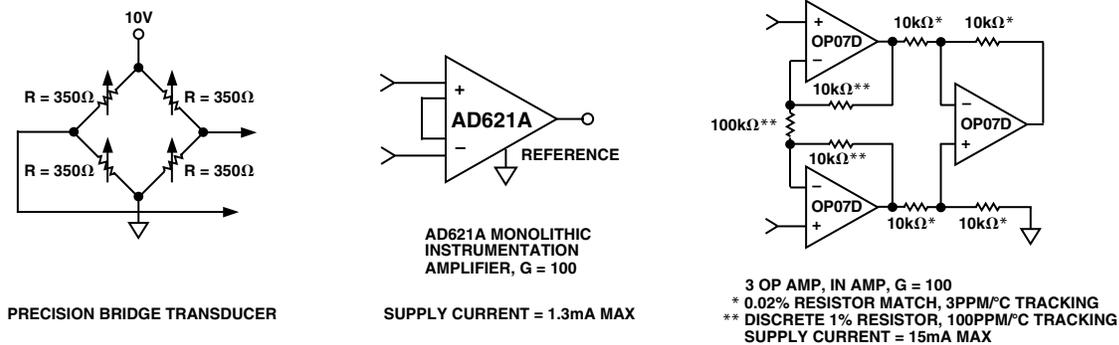 10V
R = 350Ω
R = 350Ω
R = 350Ω
R = 350Ω
PRECISION BRIDGE TRANSDUCER
+
AD621A
–
REFERENCE
AD621A MONOLITHIC
INSTRUMENTATION
AMPLIFIER, G = 100
SUPPLY CURRENT = 1.3mA MAX
+
OP07D
–
10kΩ*
10kΩ*
10kΩ**
100kΩ**
10kΩ**
–
OP07D
+
–
OP07D
+
10kΩ*
10kΩ*
3 OP AMP, IN AMP, G = 100
* 0.02% RESISTOR MATCH, 3PPM/°C TRACKING
** DISCRETE 1% RESISTOR, 100PPM/°C TRACKING
SUPPLY CURRENT = 15mA MAX